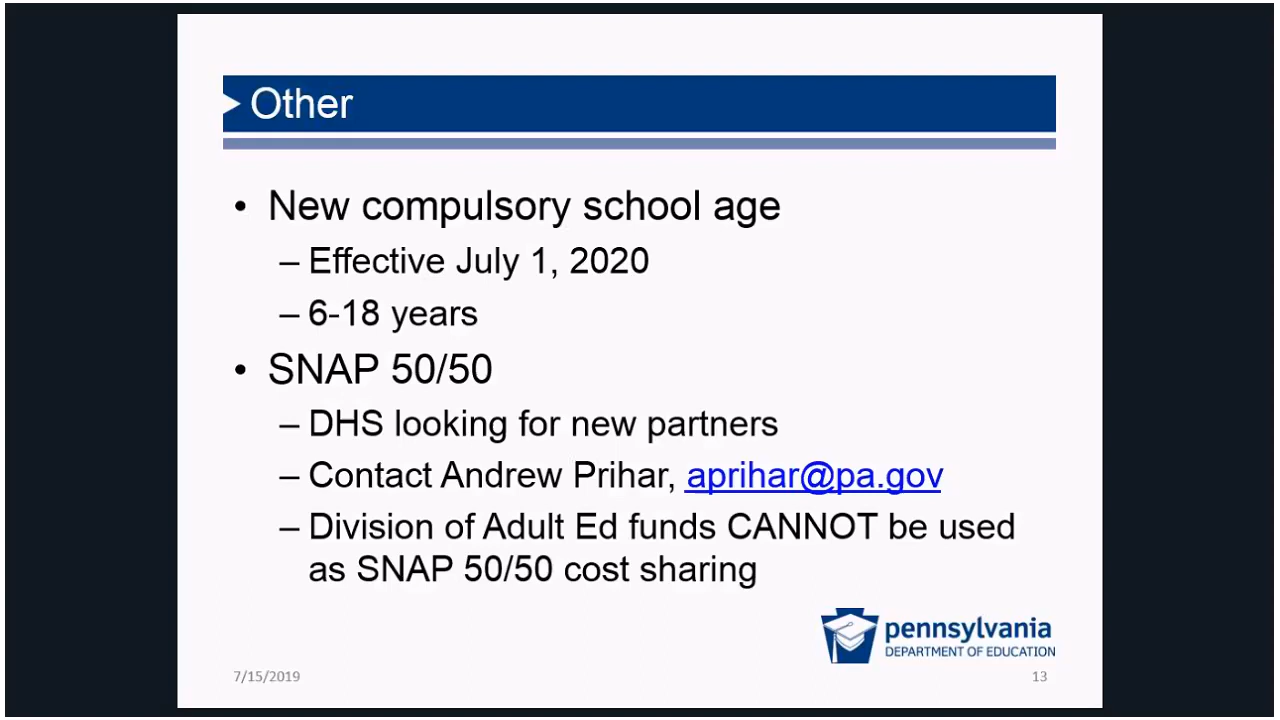 Other
• New compulsory school age
– Effective July 1, 2020
– 6-18 years
• SNAP 50/50
– DHS looking for new partners
– Contact Andrew Prihar, aprihar@pa.gov
– Division of Adult Ed funds CANNOT be used
as SNAP 50/50 cost sharing
pennsylvania
DEPARTMENT OF EDUCATION
7/15/2019
13